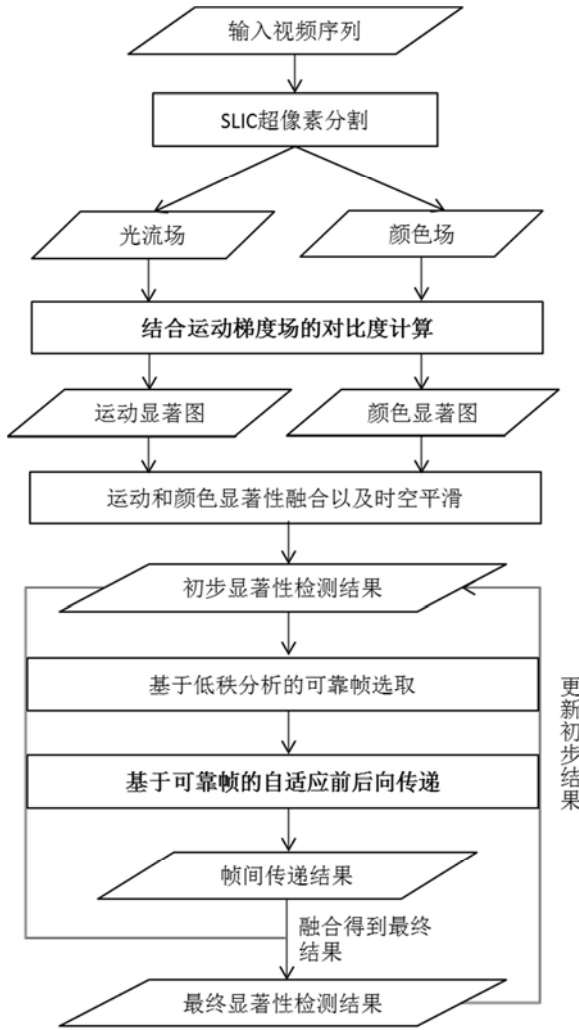 输入视频序列
SLIC超像素分割
光流场
颜色场
结合运动梯度场的对比度计算
运动显著图
颜色显著图
运动和颜色显著性融合以及时空平滑
初步显著性检测结果
基于低秩分析的可靠帧选取
基于可靠帧的自适应前后向传递
帧间传递结果
融合得到最终
结果
最终显著性检测结果
更新初步结果